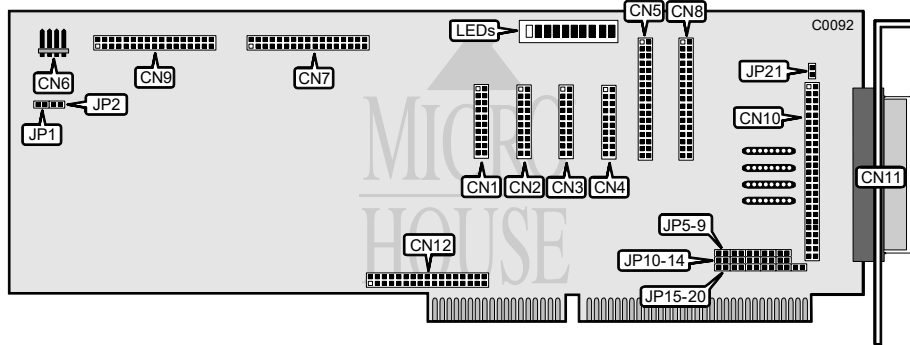 LEDs
CN5
CN8
C0092
CN6
CN9
CN7
JP21
JP1
JP2
CN10
MICRO
HOUSE
CN1
CN2
CN3
CN4
CN11
JP5-9
CN12
JP10-14
JP15-20